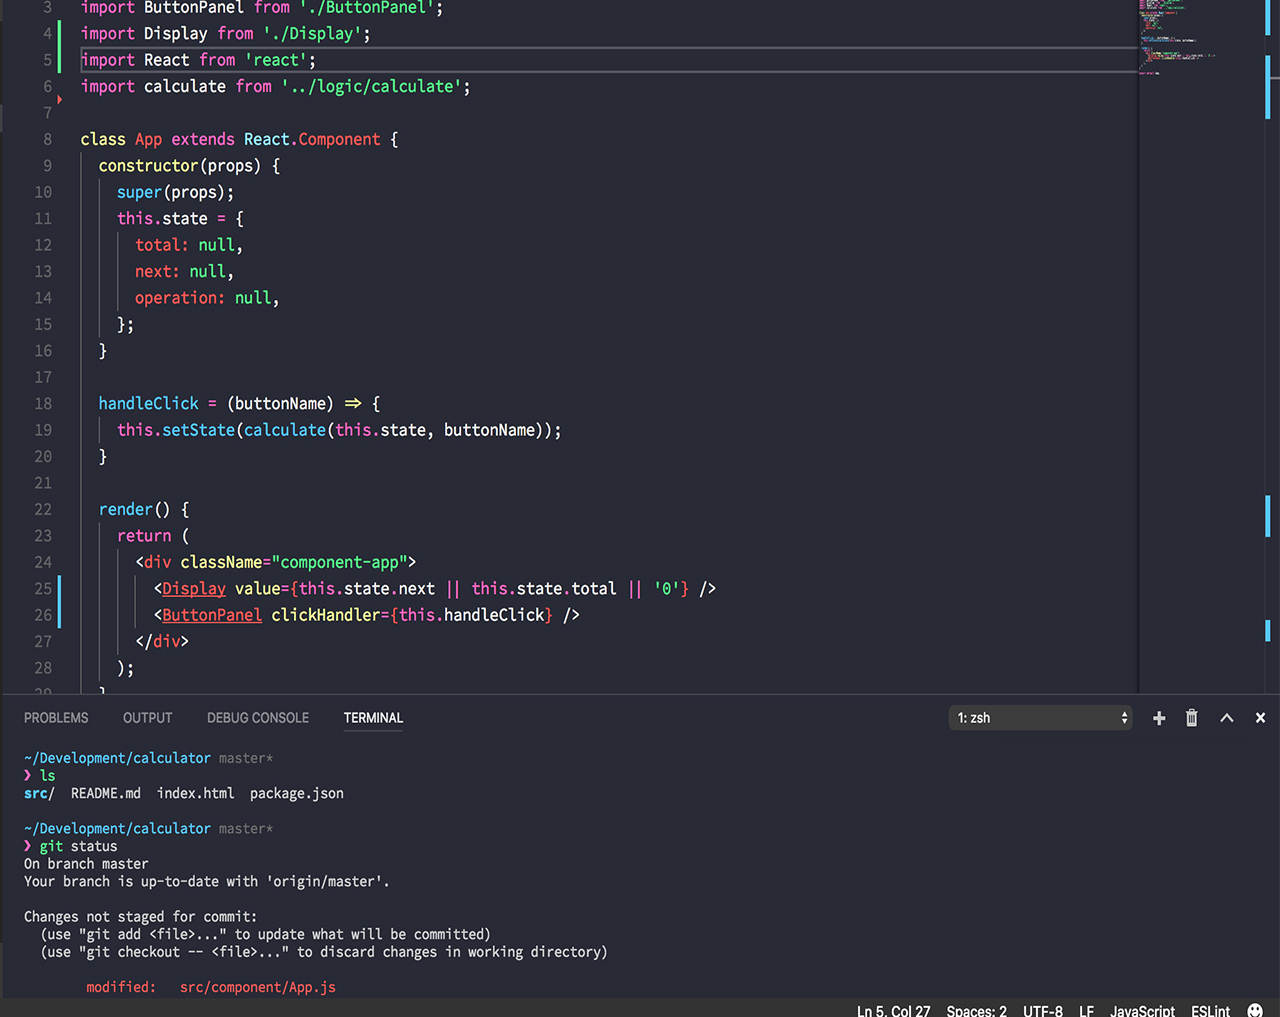 3 import ButtonPanel from './ButtonPanel';
4 import Display from './Display';
5 import React from 'react';
6 import calculate from '../logic/calculate';
7
8 class App extends React.Component {
9   constructor(props) {
10     super(props);
11     this.state = {
12       total: null,
13       next: null,
14       operation: null,
15     };
16   }
17
18   handleClick = (buttonName) => {
19     this.setState(calculate(this.state, buttonName));
20   }
21
22   render() {
23     return (
24       <div className="component-app">
25         <Display value={this.state.next || this.state.total || '0'} />
26         <ButtonPanel clickHandler={this.handleClick} />
27       </div>
28     );
29   }
PROBLEMS OUTPUT DEBUG CONSOLE TERMINAL 1: zsh
~/Development/calculator master*
❯ ls
src/ README.md index.html package.json
~/Development/calculator master*
❯ git status
On branch master
Your branch is up-to-date with 'origin/master'.
Changes not staged for commit:
(use "git add <file>..." to update what will be committed)
(use "git checkout -- <file>..." to discard changes in working directory)
modified: src/component/App.js
Ln 5, Col 27 Spaces: 2 UTF-8 LF JavaScript ESLint